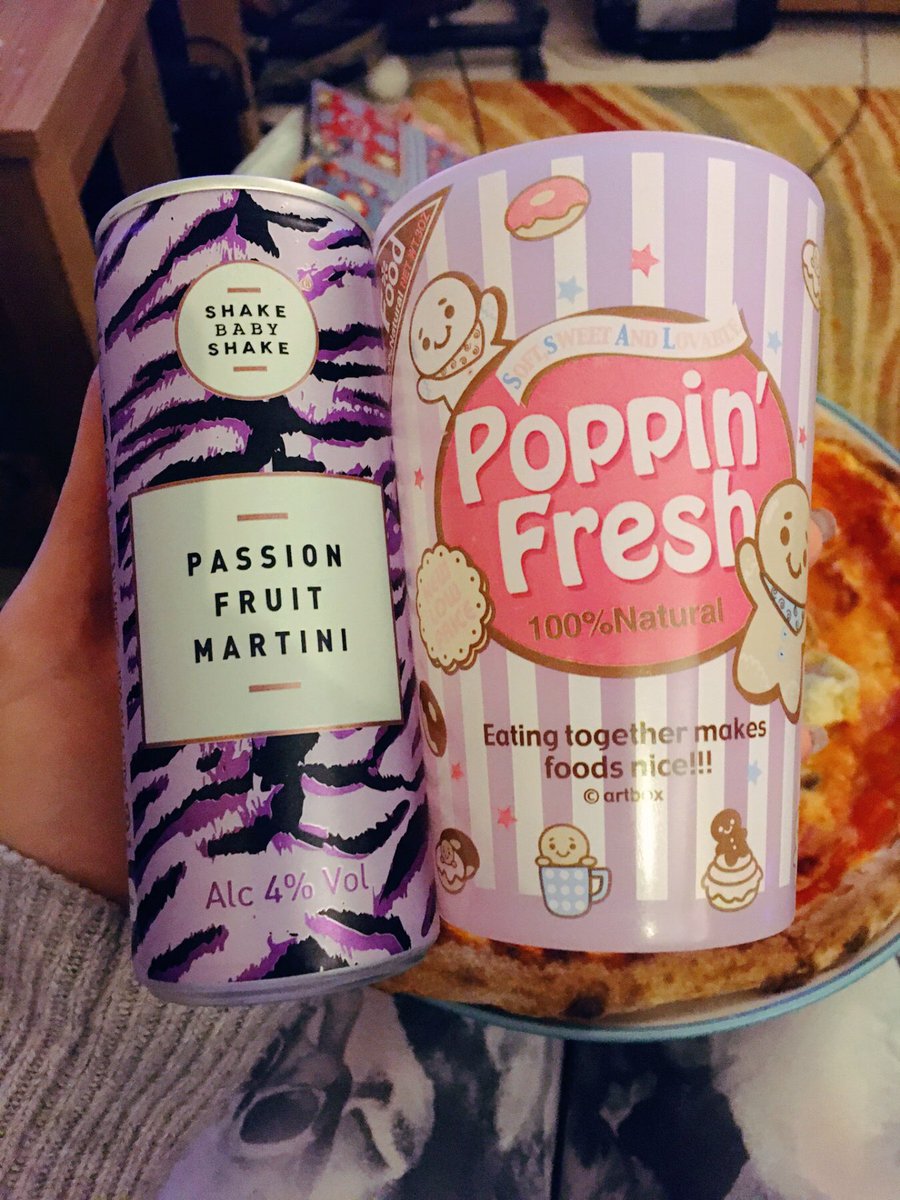 SHAKE
BABY
SHAKE
PASSION
FRUIT
MARTINI
Alc 4% Vol
Soft, Sweet And Lovable
Poppin'
Fresh
100%Natural
Eating together makes
foods nice!!!
© artbox